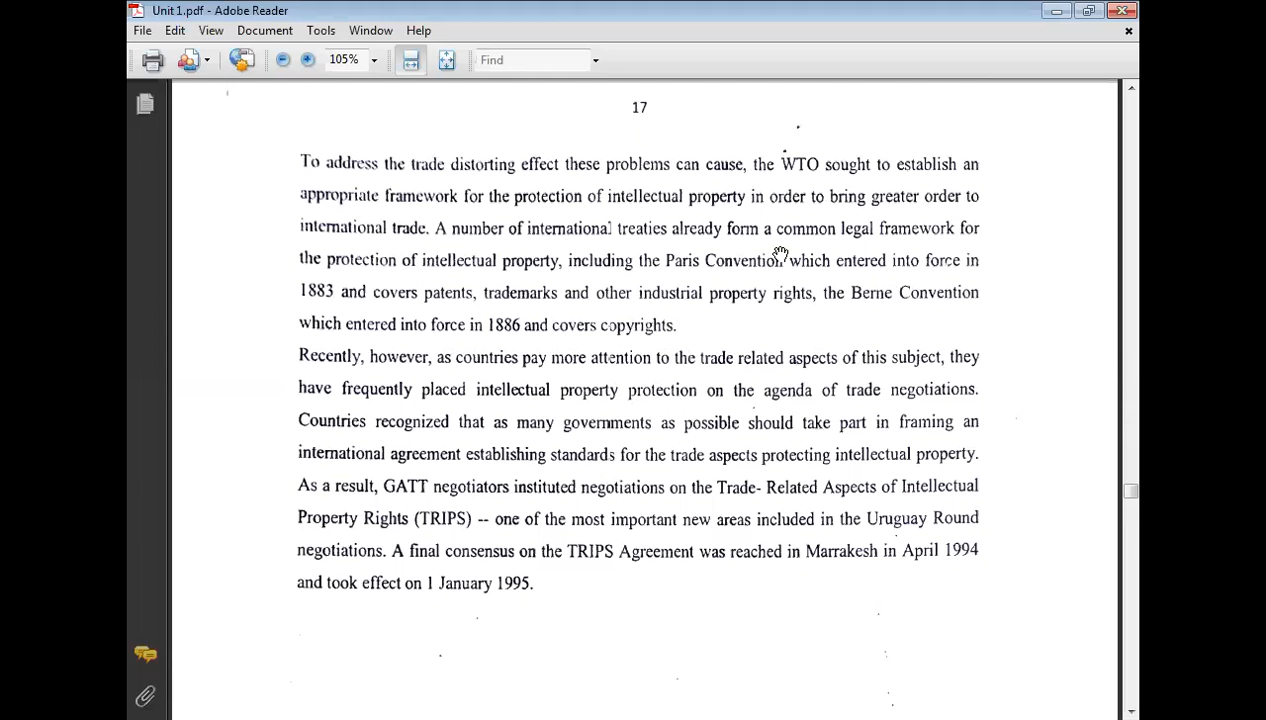 Unit 1.pdf - Adobe Reader
File Edit View Document Tools Window Help
105% Find
17
To address the trade distorting effect these problems can cause, the WTO sought to establish an
appropriate framework for the protection of intellectual property in order to bring greater order to
international trade. A number of international treaties already form a common legal framework for
the protection of intellectual property, including the Paris Convention which entered into force in
1883 and covers patents, trademarks and other industrial property rights, the Berne Convention
which entered into force in 1886 and covers copyrights.
Recently, however, as countries pay more attention to the trade related aspects of this subject, they
have frequently placed intellectual property protection on the agenda of trade negotiations.
Countries recognized that as many governments as possible should take part in framing an
international agreement establishing standards for the trade aspects protecting intellectual property.
As a result, GATT negotiators instituted negotiations on the Trade- Related Aspects of Intellectual
Property Rights (TRIPS) -- one of the most important new areas included in the Uruguay Round
negotiations. A final consensus on the TRIPS Agreement was reached in Marrakesh in April 1994
and took effect on 1 January 1995.